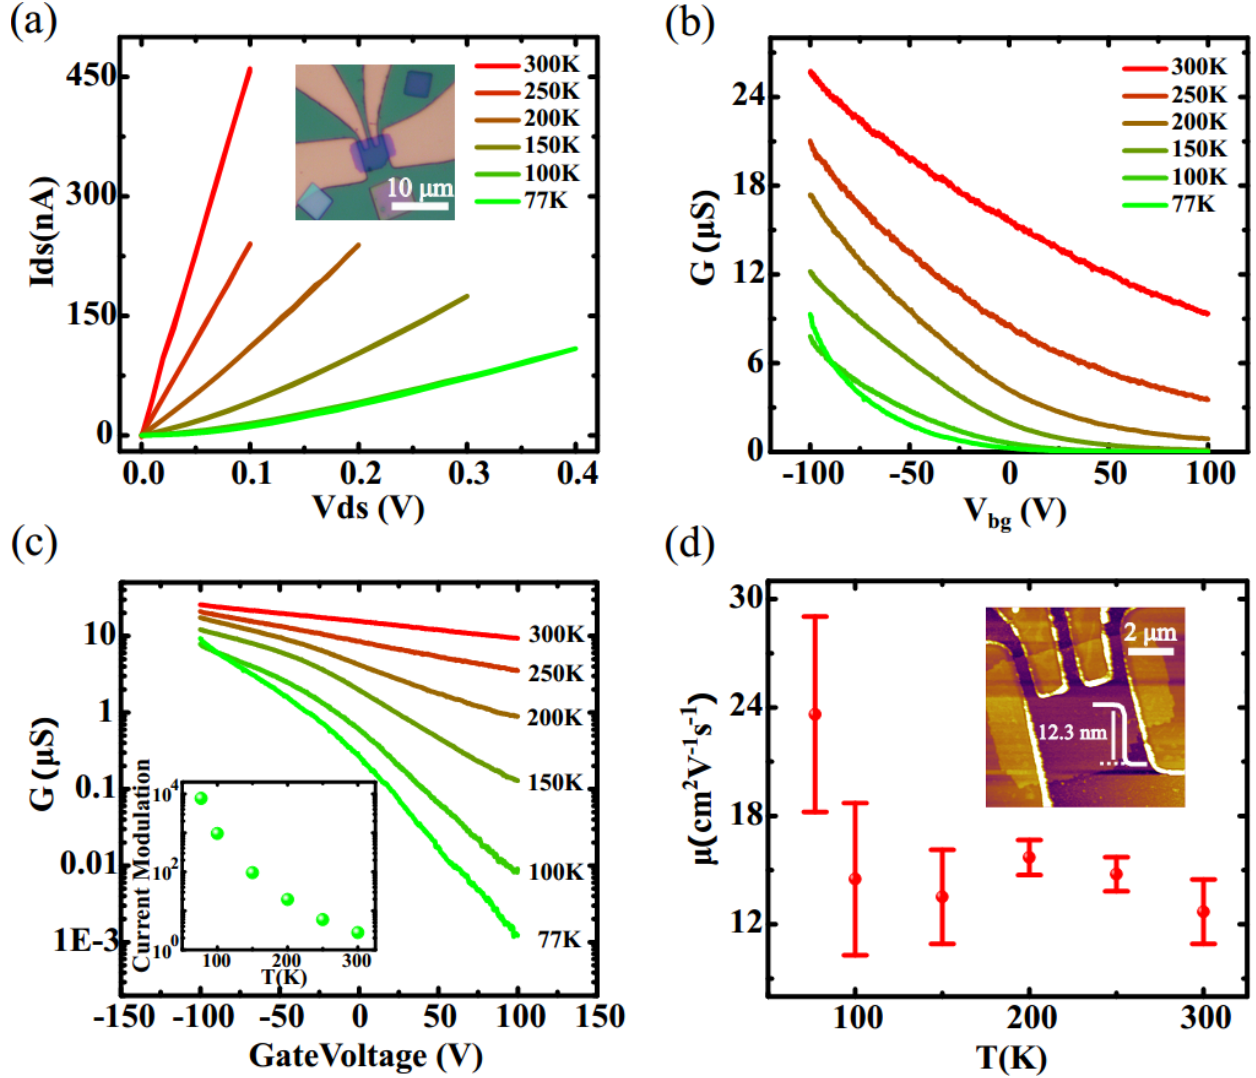 (a)
450
300
150
0
Ids(nA)
0.0 0.1 0.2 0.3 0.4
Vds (V)
300K
250K
200K
150K
100K
77K
10 μm
(b)
24
18
12
6
0
G (μS)
-100 -50 0 50 100
V_bg (V)
300K
250K
200K
150K
100K
77K
(c)
10
1
0.1
0.01
1E-3
G (μS)
-150 -100 -50 0 50 100 150
GateVoltage (V)
300K
250K
200K
150K
100K
77K
Current Modulation
10^4
10^2
10^0
100 200 300
T(K)
(d)
30
24
18
12
μ(cm²V⁻¹s⁻¹)
100 200 300
T(K)
2 μm
12.3 nm